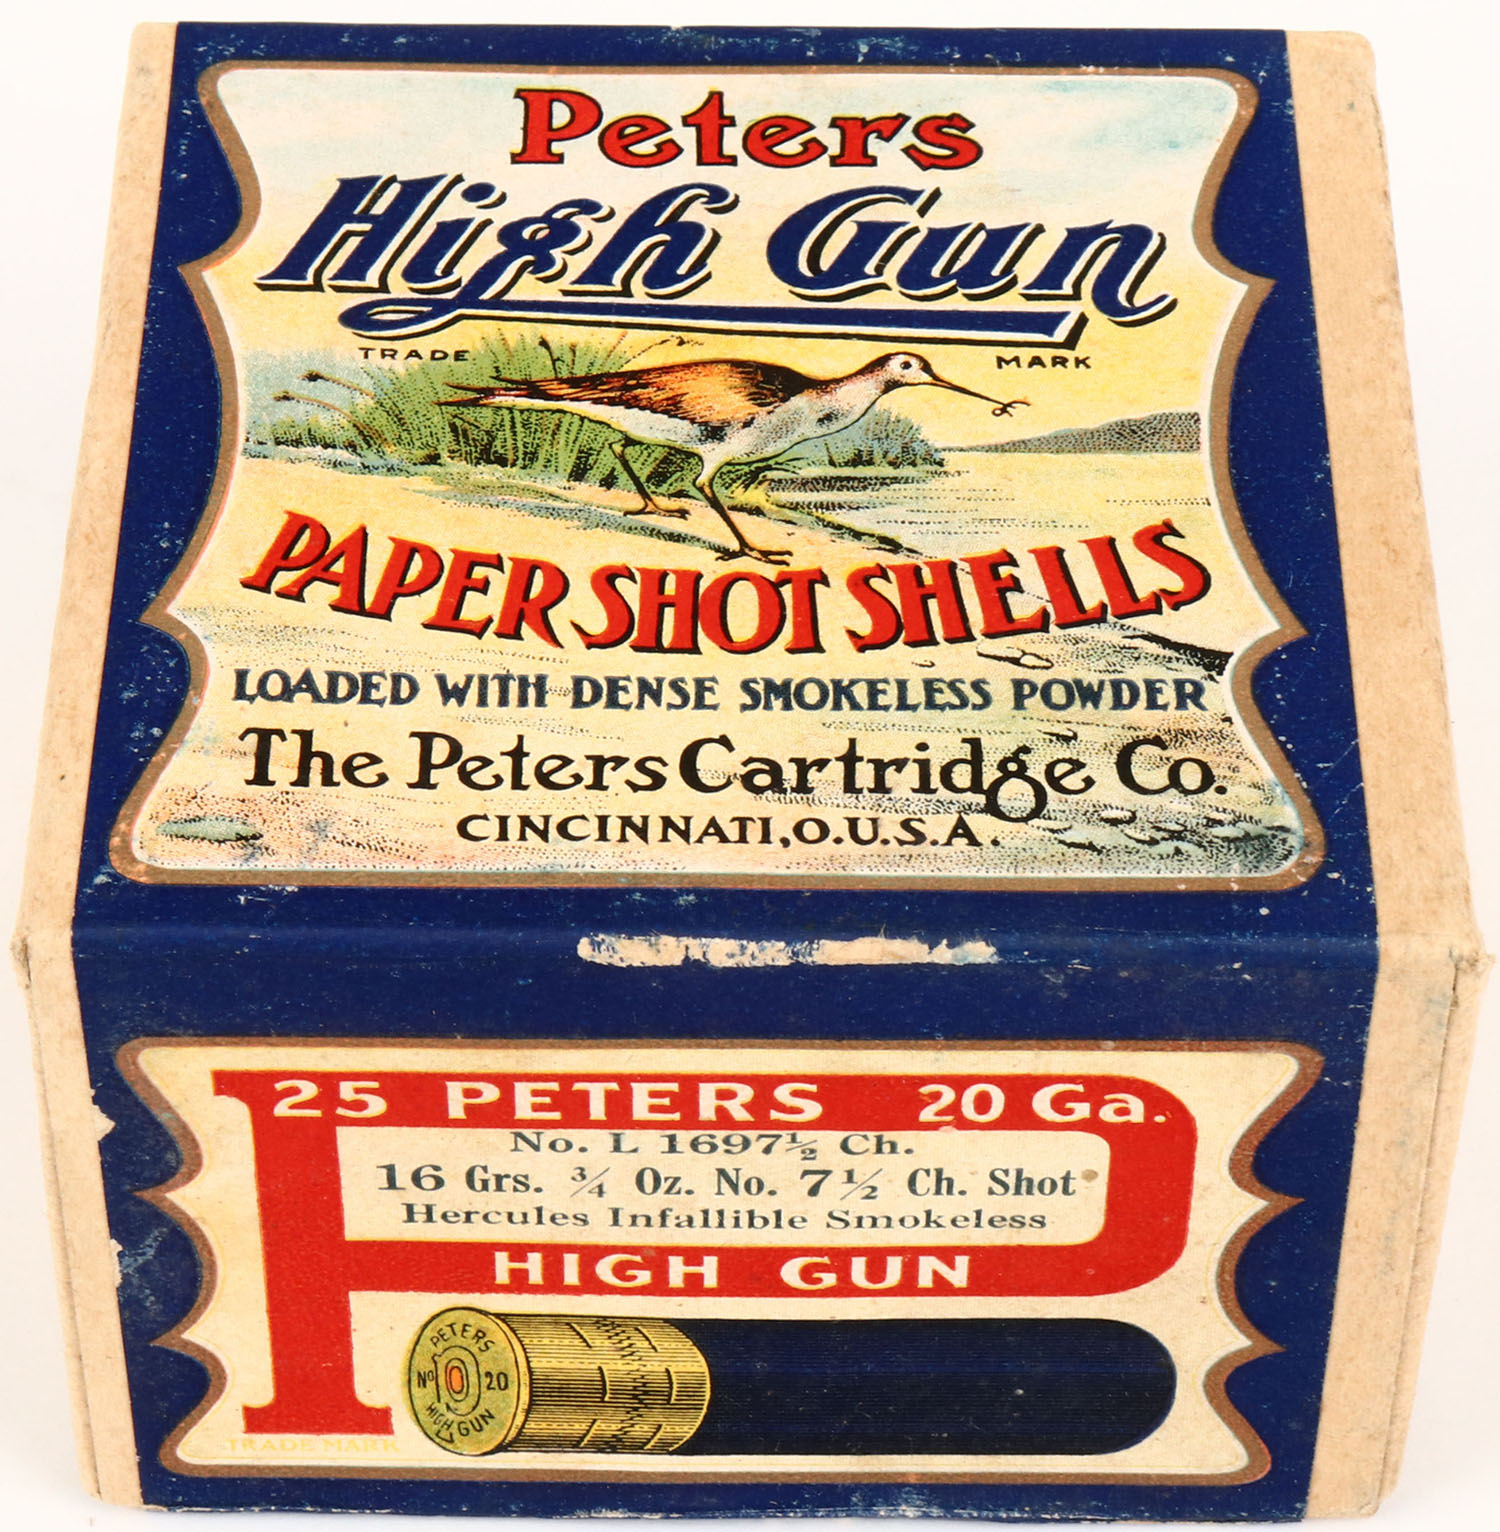 Peters
High Gun
TRADE MARK
PAPER SHOT SHELLS
LOADED WITH DENSE SMOKELESS POWDER
The Peters Cartridge Co.
CINCINNATI, O. U.S.A.
25 PETERS 20 Ga.
No. L 1697½ Ch.
16 Grs. ¾ Oz. No. 7½ Ch. Shot
Hercules Infallible Smokeless
HIGH GUN
PETERS
No P 20
HIGH GUN
TRADE MARK